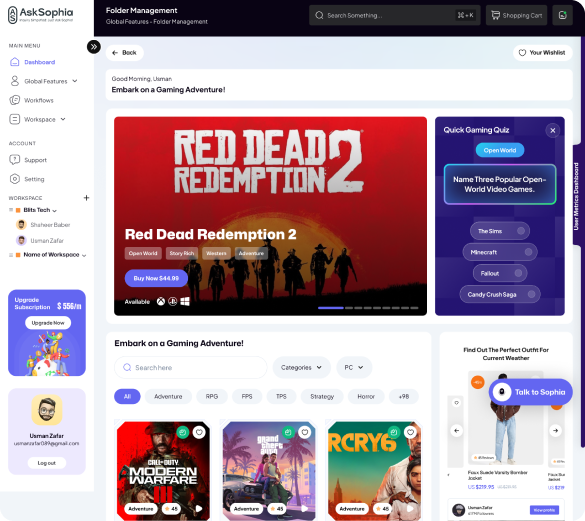 AskSophia
MAIN MENU
Dashboard
Global Features
Workflows
Workspace
ACCOUNT
Support
Setting
WORKSPACE
Blits Tech
Shaheer Baber
Usman Zafar
Name of Workspace
Upgrade
Subscription
$ 556/m
Upgrade Now
Usman Zafar
usmanzafar089@gmail.com
Log out
Folder Management
Global Features - Folder Management
Search Something...
⌘+K
Shopping Cart
Back
Your Wishlist
Good Morning, Usman
Embark on a Gaming Adventure!
RED DEAD
REDEMPTION 2
Red Dead Redemption 2
Open World
Story Rich
Western
Adventure
Buy Now $44.99
Available
Quick Gaming Quiz
Open World
Name Three Popular Open-
World Video Games.
The Sims
Minecraft
Fallout
Candy Crush Saga
User Metrics Dashboard
Embark on a Gaming Adventure!
Search here
Categories
PC
All
Adventure
RPG
FPS
TPS
Strategy
Horror
+98
CALL OF DUTY
MODERN
WARFARE
III
Adventure
45
grand
theft
auto
Adventure
45
FARCRY6
Adventure
45
Find Out The Perfect Outfit For
Current Weather
Talk to Sophia
Faux Suede Varsity Bomber
Jacket
US $219.95
Faux Sued
Jacket
US $219
Usman Zafar